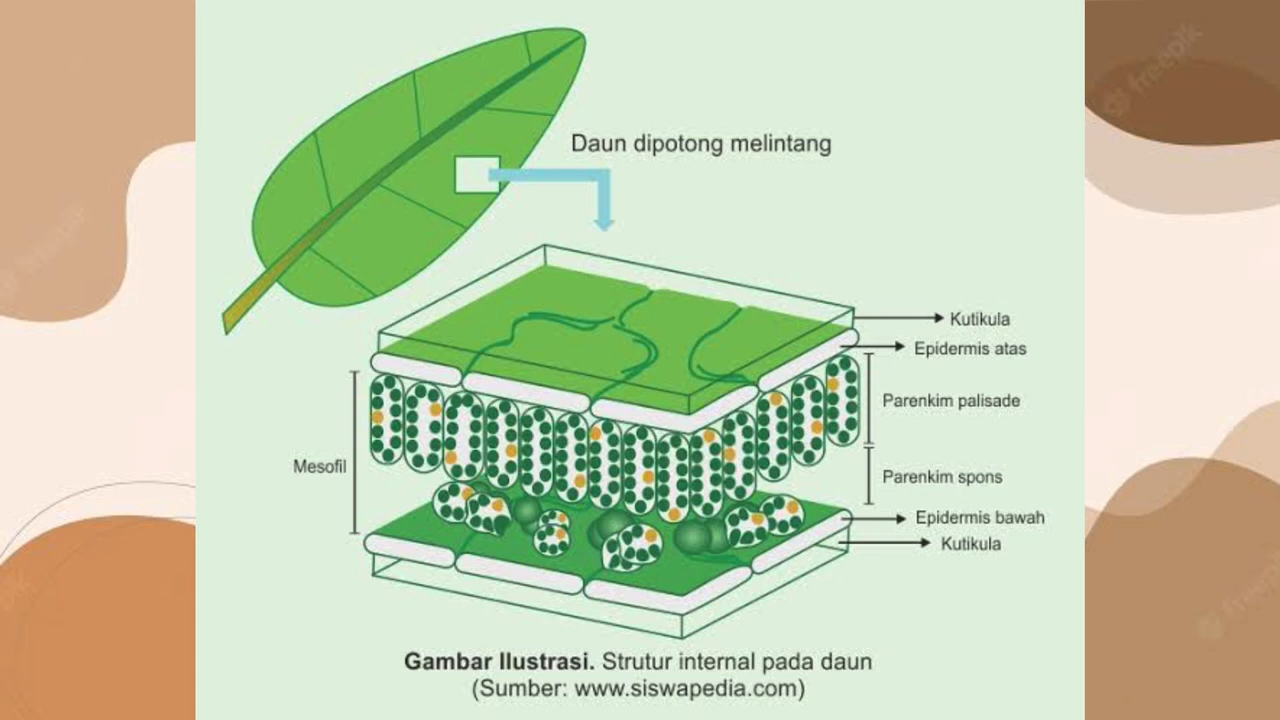 Daun dipotong melintang
Kutikula
Epidermis atas
Parenkim palisade
Mesofil
Parenkim spons
Epidermis bawah
Kutikula
Gambar Ilustrasi. Strutur internal pada daun
(Sumber: www.siswapedia.com)
freepik